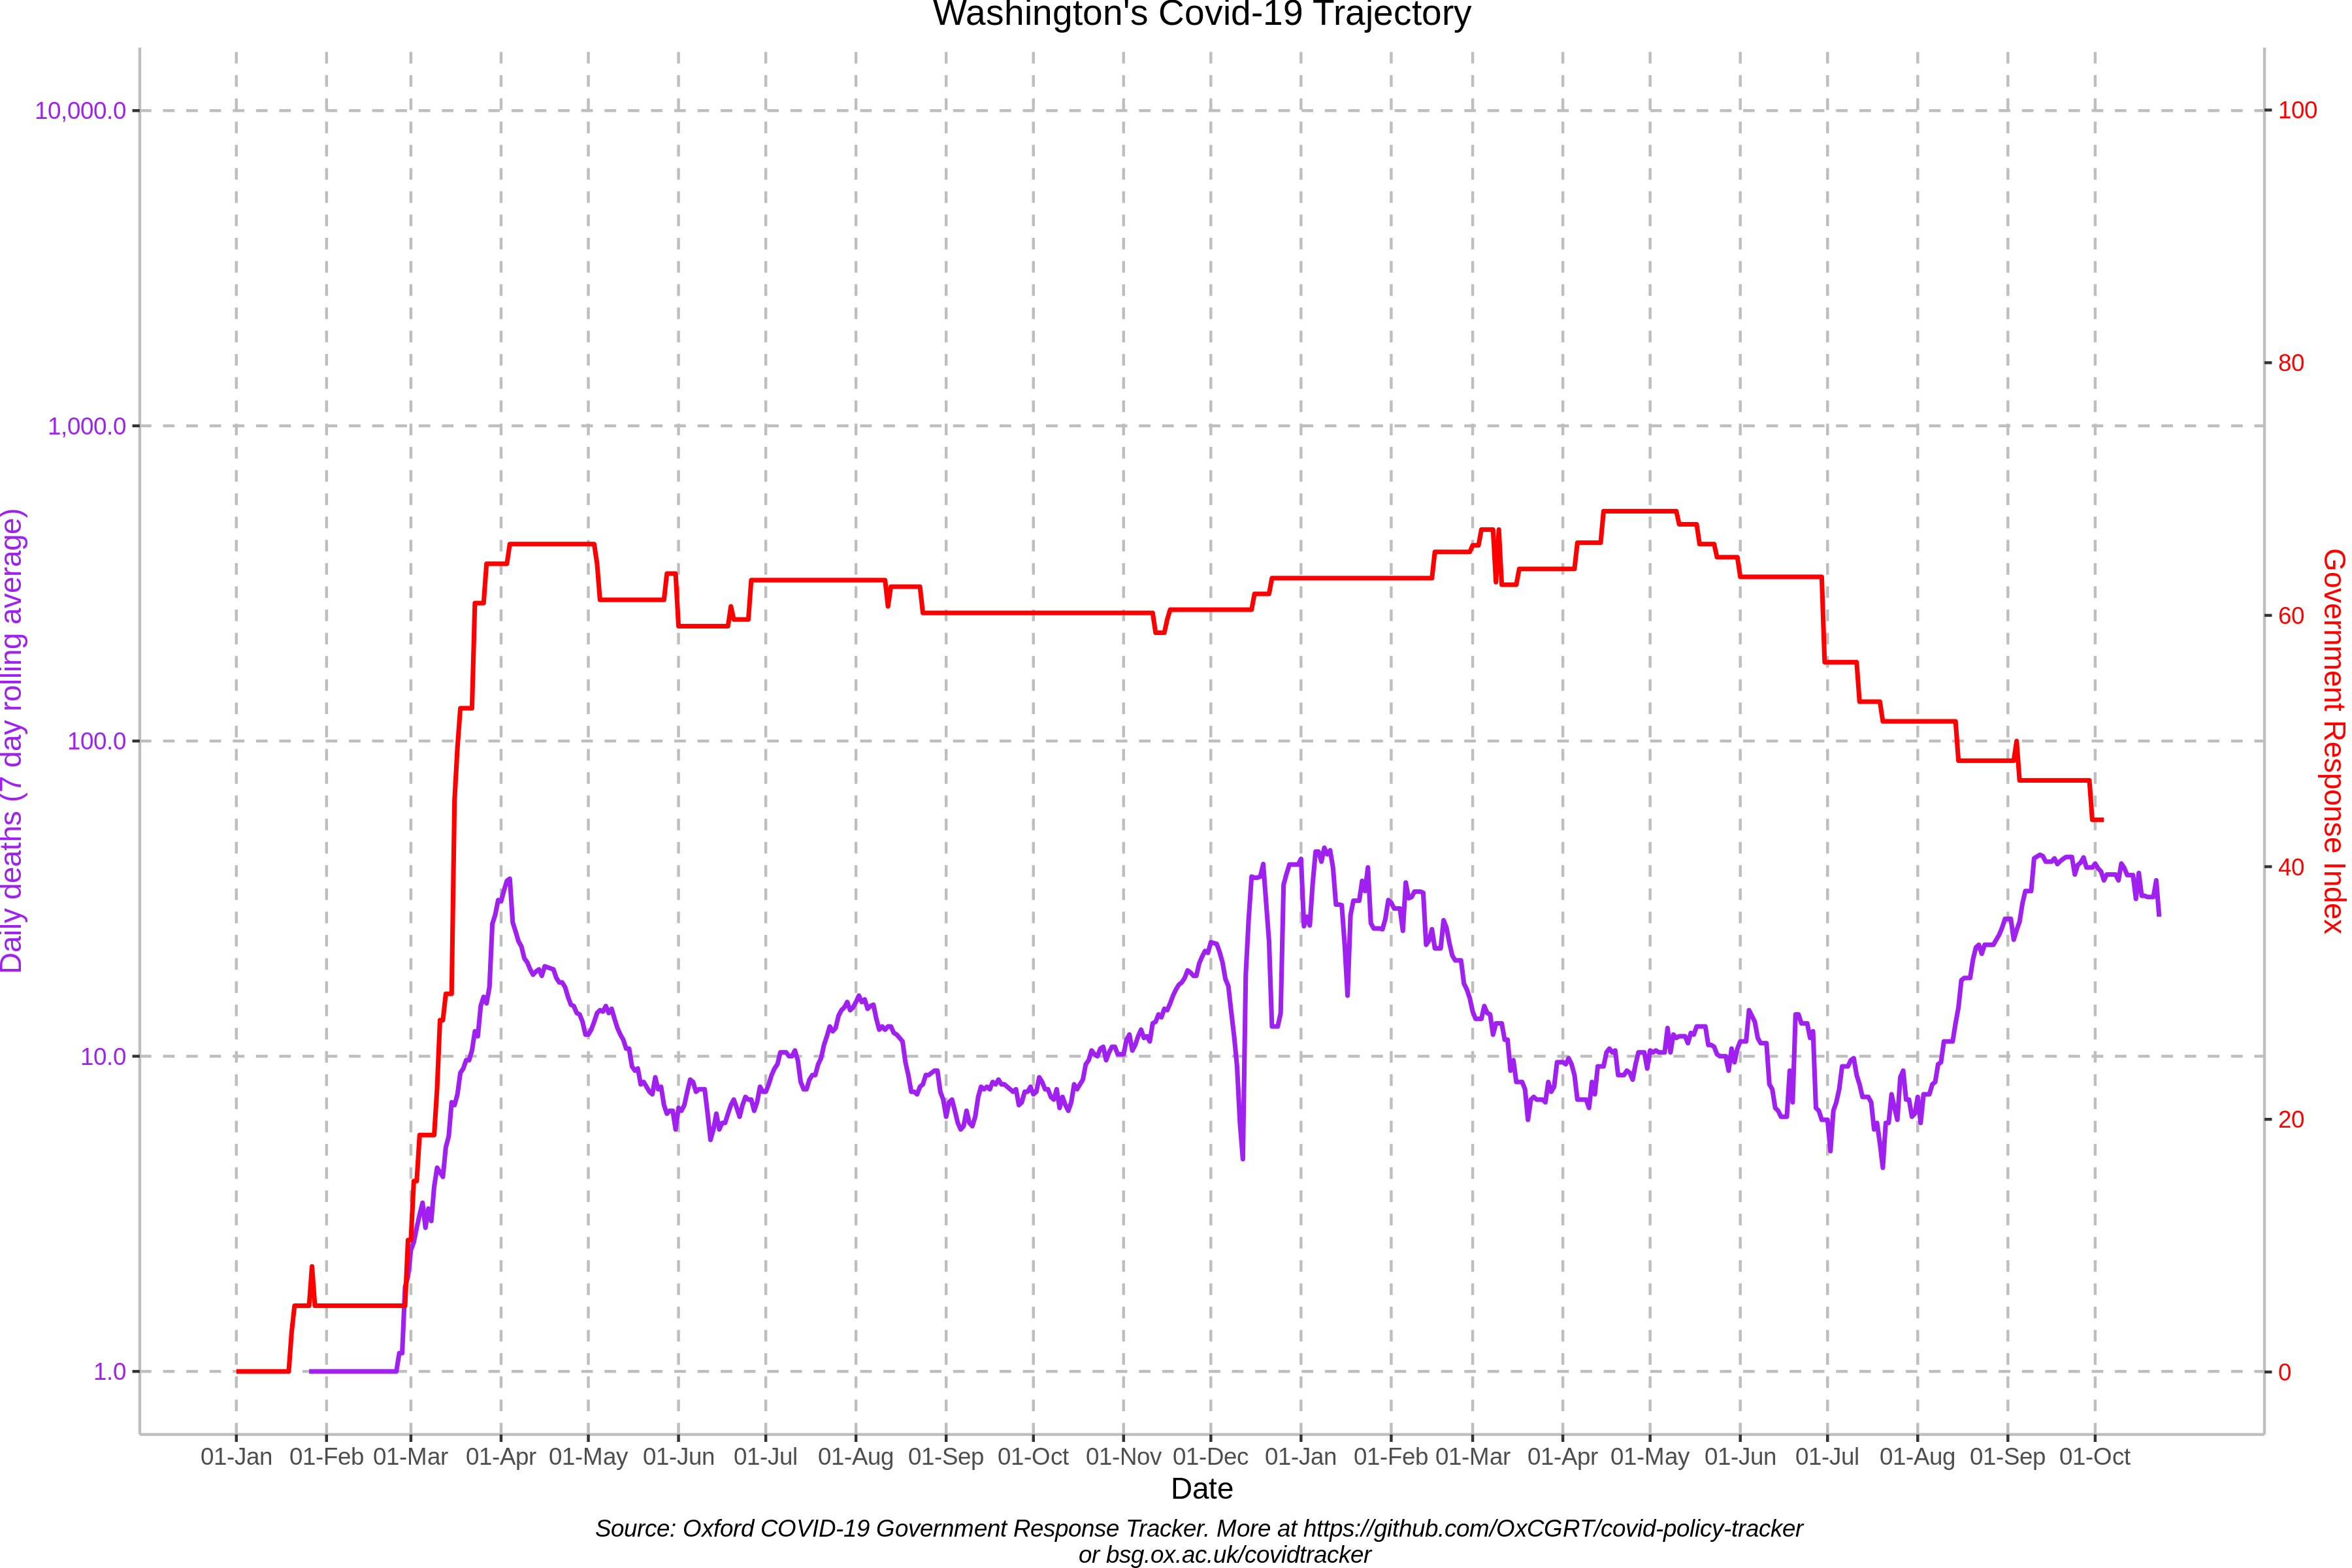 Washington's Covid-19 Trajectory
10,000.0
1,000.0
100.0
10.0
1.0
Daily deaths (7 day rolling average)
100
80
60
40
20
0
Government Response Index
01-Jan 01-Feb 01-Mar 01-Apr 01-May 01-Jun 01-Jul 01-Aug 01-Sep 01-Oct 01-Nov 01-Dec 01-Jan 01-Feb 01-Mar 01-Apr 01-May 01-Jun 01-Jul 01-Aug 01-Sep 01-Oct
Date
Source: Oxford COVID-19 Government Response Tracker. More at https://github.com/OxCGRT/covid-policy-tracker
or bsg.ox.ac.uk/covidtracker